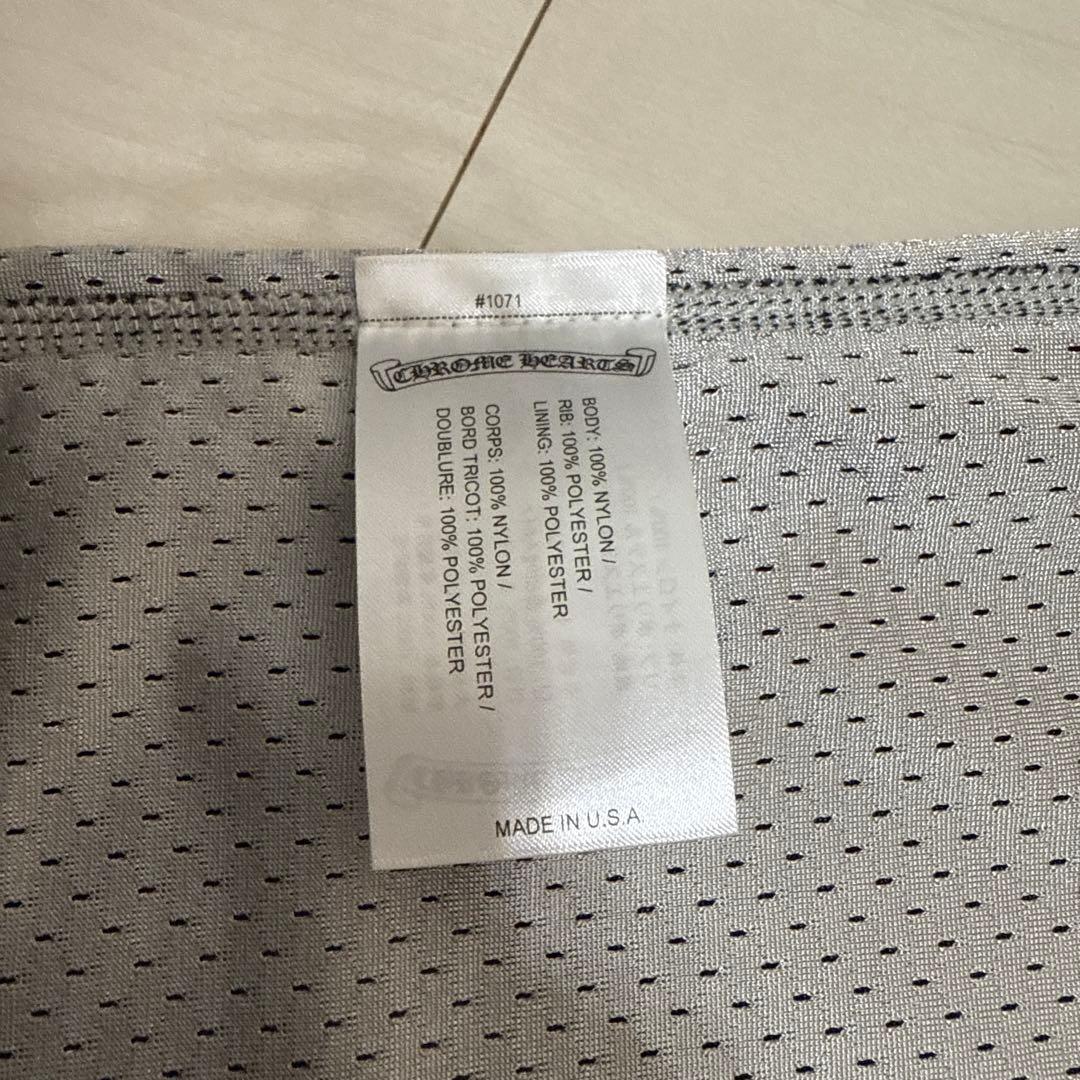 #1071
CHROME HEARTS
BODY: 100% NYLON /
RIB: 100% POLYESTER /
LINING: 100% POLYESTER
CORPS: 100% NYLON /
BORD TRICOT: 100% POLYESTER /
DOUBLURE: 100% POLYESTER
MADE IN U.S.A